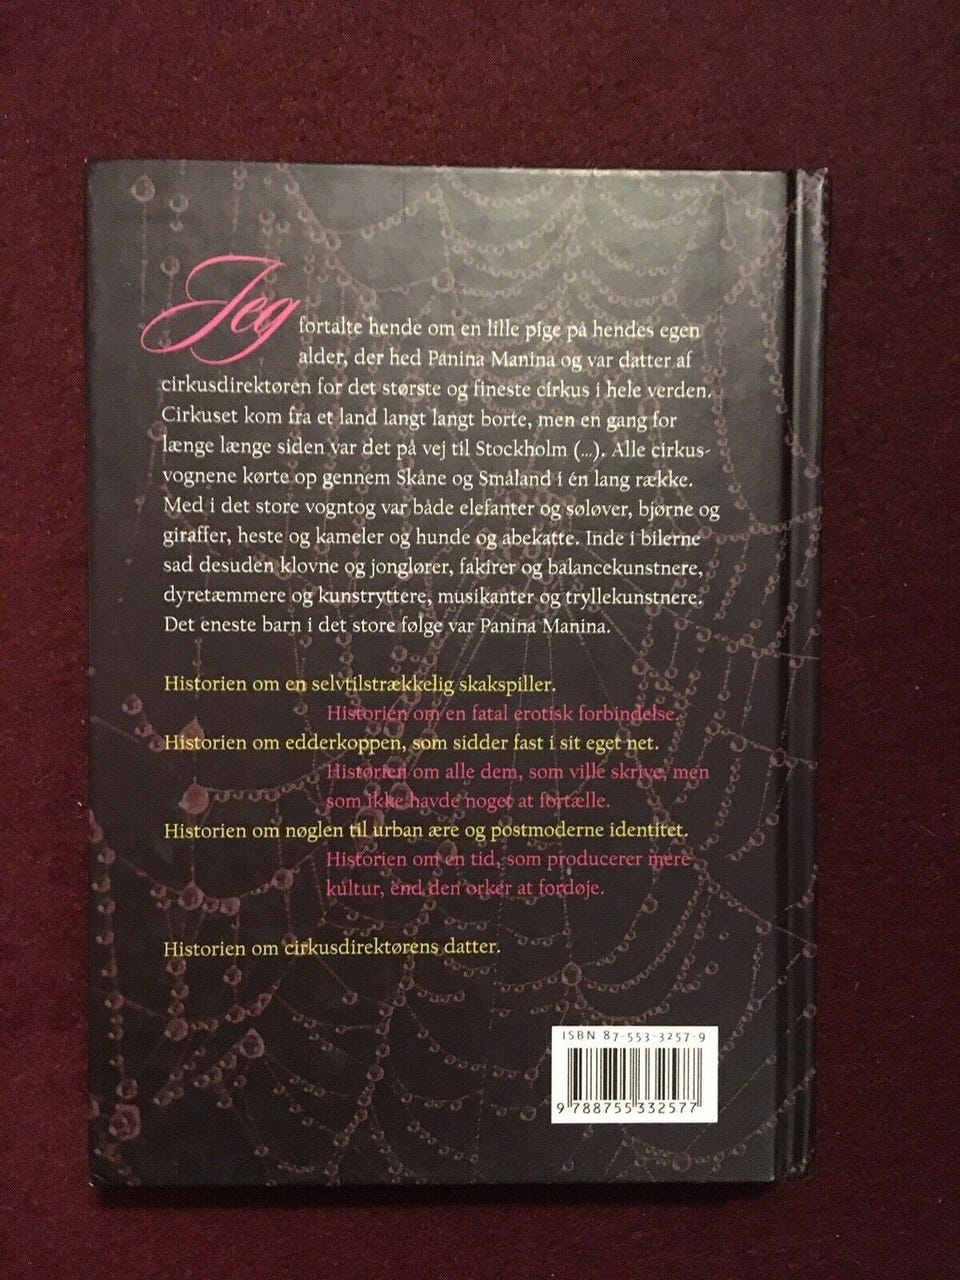 Jeg
fortalte hende om en lille pige på hendes egen
alder, der hed Panina Manina og var datter af
cirkusdirektøren for det største og fineste cirkus i hele verden.
Cirkuset kom fra et land langt langt borte, men en gang for
længe længe siden var det på vej til Stockholm (...). Alle cirkus-
vognene kørte op gennem Skåne og Småland i én lang række.
Med i det store vogntog var både elefanter og søløver, bjørne og
giraffer, heste og kameler og hunde og abekatte. Inde i bilerne
sad desuden klovne og jonglører, fakirer og balancekunstnere,
dyretæmmere og kunstryttere, musikanter og tryllekunstnere.
Det eneste barn i det store følge var Panina Manina.
Historien om en selvtilstrækkelig skakspiller.
Historien om en fatal erotisk forbindelse.
Historien om edderkoppen, som sidder fast i sit eget net.
Historien om alle dem, som ville skrive, men
som ikke havde noget at fortælle.
Historien om nøglen til urban ære og postmoderne identitet.
Historien om en tid, som producerer mere
kultur, end den orker at fordøje.
Historien om cirkusdirektørens datter.
ISBN 87-553-3257-9
9 788755 332577